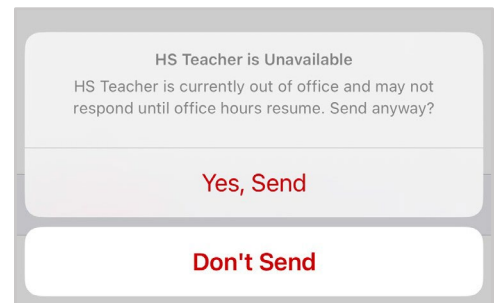 HS Teacher is Unavailable
HS Teacher is currently out of office and may not
respond until office hours resume. Send anyway?
Yes, Send
Don't Send